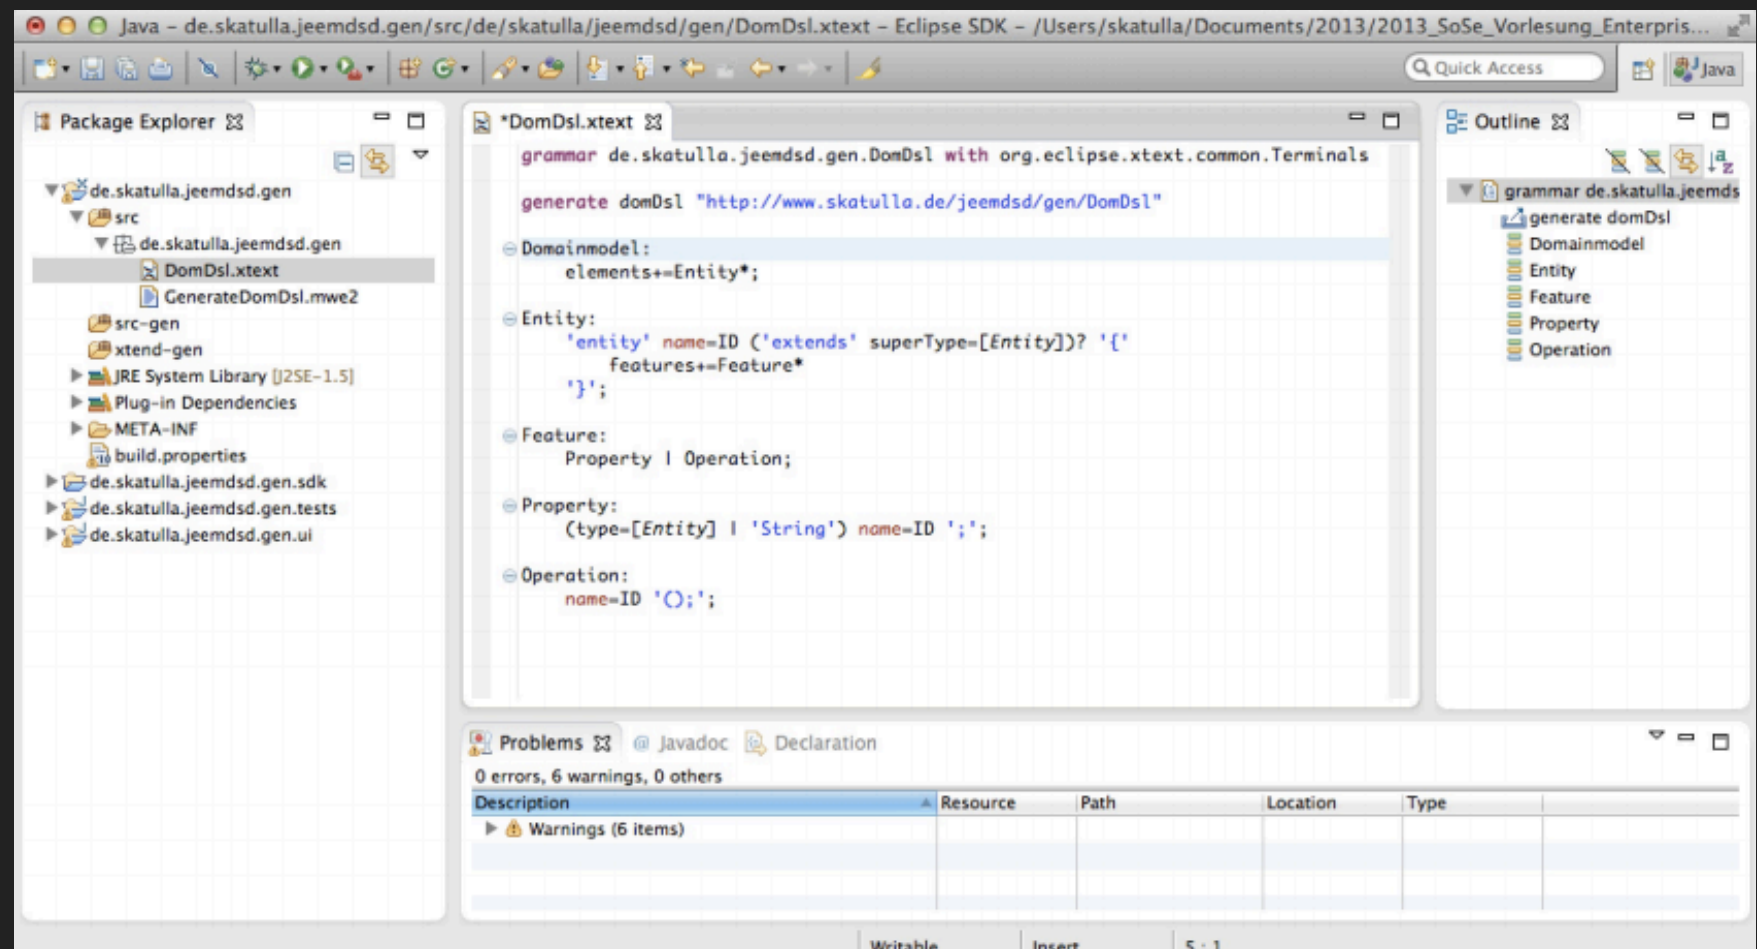 Java – de.skatulla.jeemdsd.gen/src/de/skatulla/jeemdsd/gen/DomDsl.xtext – Eclipse SDK – /Users/skatulla/Documents/2013/2013_SoSe_Vorlesung_Enterpris...
Quick Access
Java
Package Explorer
de.skatulla.jeemdsd.gen
src
de.skatulla.jeemdsd.gen
DomDsl.xtext
GenerateDomDsl.mwe2
src-gen
xtend-gen
JRE System Library [J2SE-1.5]
Plug-in Dependencies
META-INF
build.properties
de.skatulla.jeemdsd.gen.sdk
de.skatulla.jeemdsd.gen.tests
de.skatulla.jeemdsd.gen.ui
*DomDsl.xtext
grammar de.skatulla.jeemdsd.gen.DomDsl with org.eclipse.xtext.common.Terminals
generate domDsl "http://www.skatulla.de/jeemdsd/gen/DomDsl"
Domainmodel:
elements+=Entity*;
Entity:
'entity' name=ID ('extends' superType=[Entity])? '{'
features+=Feature*
'}';
Feature:
Property | Operation;
Property:
(type=[Entity] | 'String') name=ID ';';
Operation:
name=ID '();';
Outline
grammar de.skatulla.jeemds
generate domDsl
Domainmodel
Entity
Feature
Property
Operation
Problems @ Javadoc Declaration
0 errors, 6 warnings, 0 others
Description Resource Path Location Type
Warnings (6 items)
Writable Insert 5 : 1